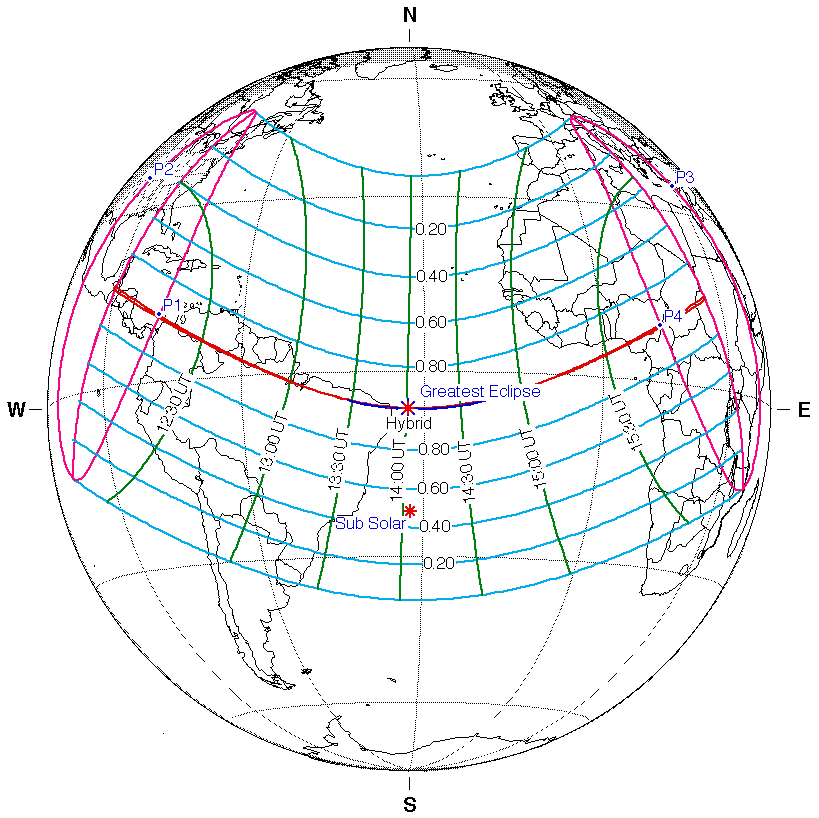 N
P2
P3
0.20
0.40
P1
0.60
P4
0.80
Greatest Eclipse
W
E
Hybrid
12:30 UT
13:00 UT
13:30 UT
14:00 UT
14:30 UT
15:00 UT
15:30 UT
0.80
0.60
Sub Solar
0.40
0.20
S